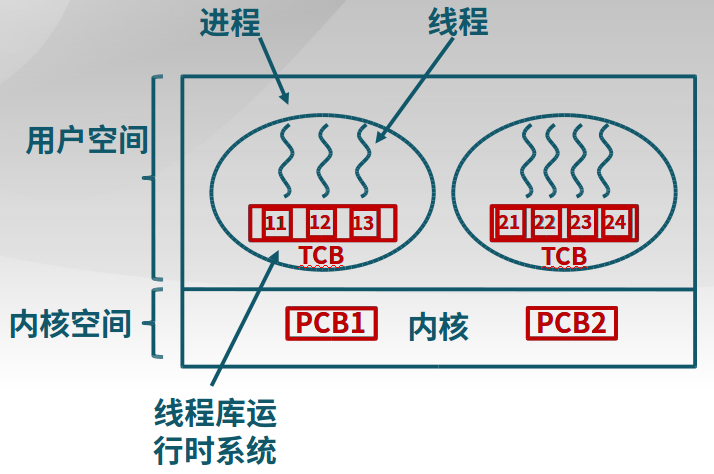 进程
线程
用户空间
11 12 13
21 22 23 24
TCB
TCB
内核空间
PCB1
内核
PCB2
线程库运
行时系统